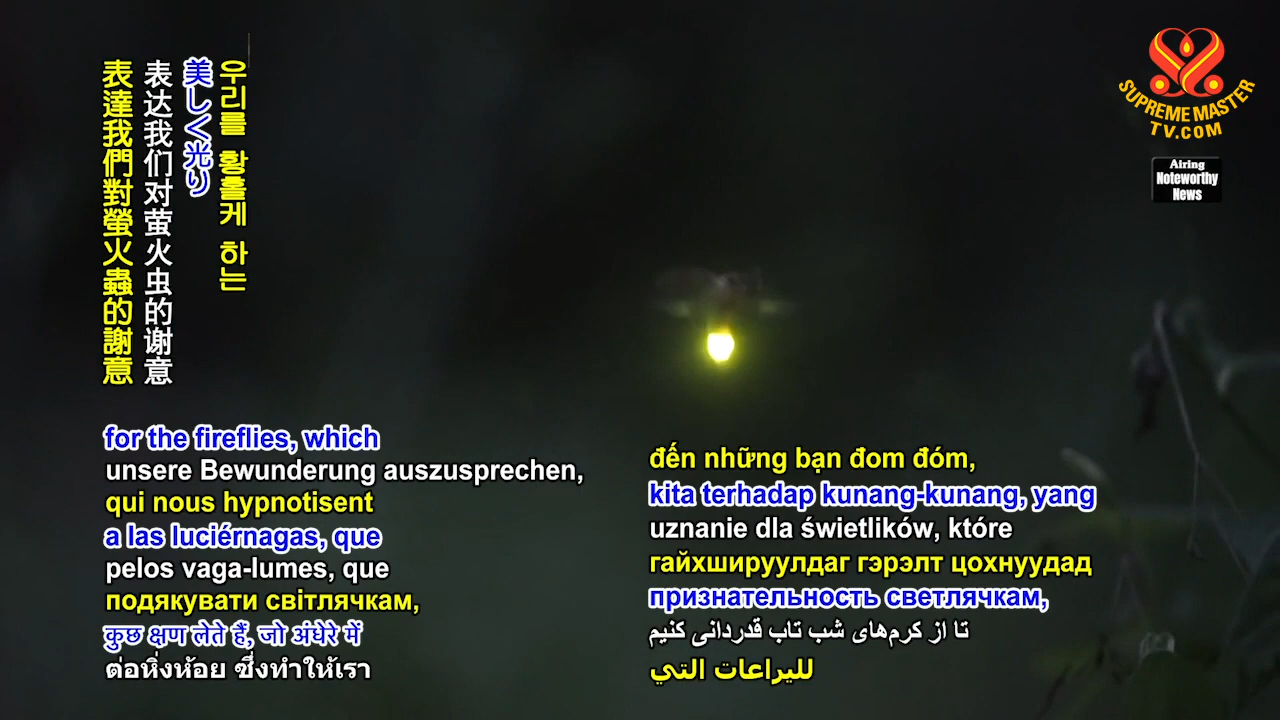 우리를 황홀케 하는
美しく光り
表达我们对萤火虫的谢意
表達我們對螢火蟲的謝意
for the fireflies, which
unsere Bewunderung auszusprechen,
qui nous hypnotisent
a las luciérnagas, que
pelos vaga-lumes, que
подякувати світлячкам,
कुछ क्षण लेते हैं, जो अंधेरे में
ต่อหิ่งห้อย ซึ่งทำให้เรา
đến những bạn đom đóm,
kita terhadap kunang-kunang, yang
uznanie dla świetlików, które
гайхшируулдаг гэрэлт цохнуудад
признательность светлячкам,
تا از کرم‌های شب تاب قدردانی کنیم
لليراعات التي
SUPREME MASTER
TV.COM
Airing
Noteworthy
News